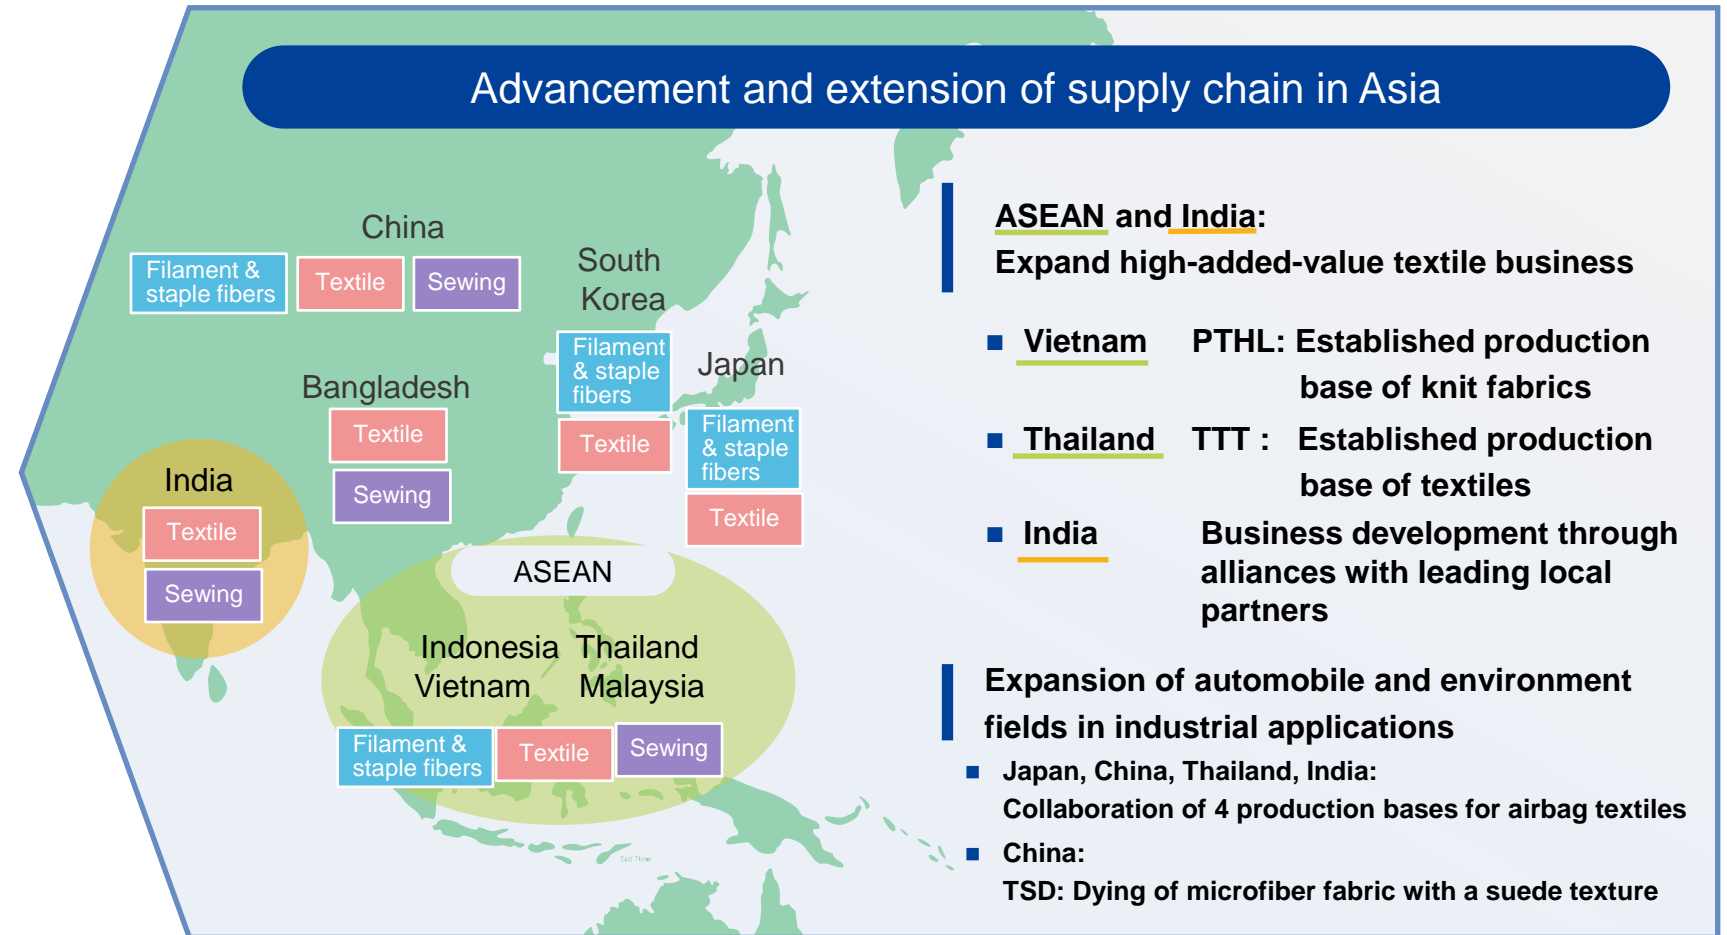 Advancement and extension of supply chain in Asia
China
Filament &
staple fibers
Textile
Sewing
South
Korea
Filament
& staple
fibers
Textile
Japan
Filament
& staple
fibers
Textile
Bangladesh
Textile
Sewing
India
Textile
Sewing
ASEAN
Indonesia Thailand
Vietnam Malaysia
Filament &
staple fibers
Textile
Sewing
East Timor
ASEAN and India:
Expand high-added-value textile business
Vietnam PTHL: Established production
base of knit fabrics
Thailand TTT : Established production
base of textiles
India Business development through
alliances with leading local
partners
Expansion of automobile and environment
fields in industrial applications
Japan, China, Thailand, India:
Collaboration of 4 production bases for airbag textiles
China:
TSD: Dying of microfiber fabric with a suede texture